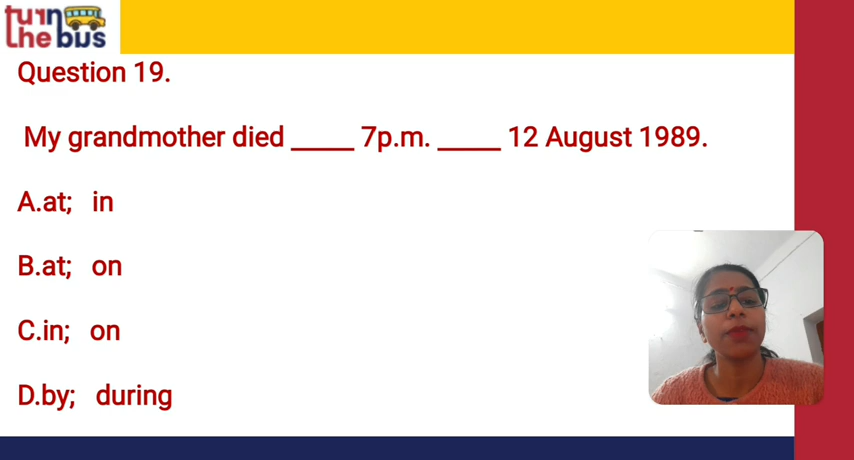 turn
the bus
Question 19.
My grandmother died _____ 7p.m. _____ 12 August 1989.
A.at; in
B.at; on
C.in; on
D.by; during